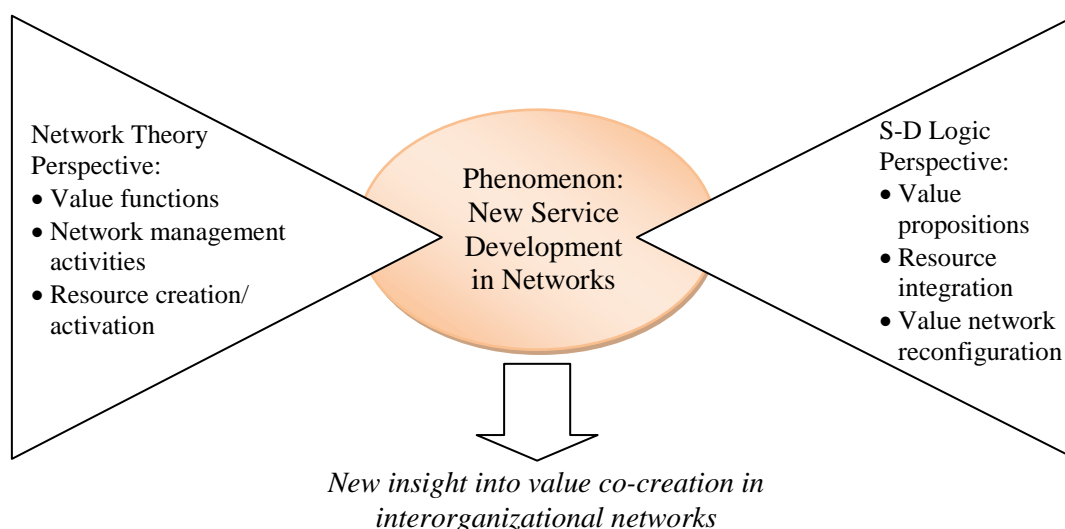 Network Theory
Perspective:
• Value functions
• Network management
activities
• Resource creation/
activation
Phenomenon:
New Service
Development
in Networks
S-D Logic
Perspective:
• Value
propositions
• Resource
integration
• Value network
reconfiguration
New insight into value co-creation in
interorganizational networks